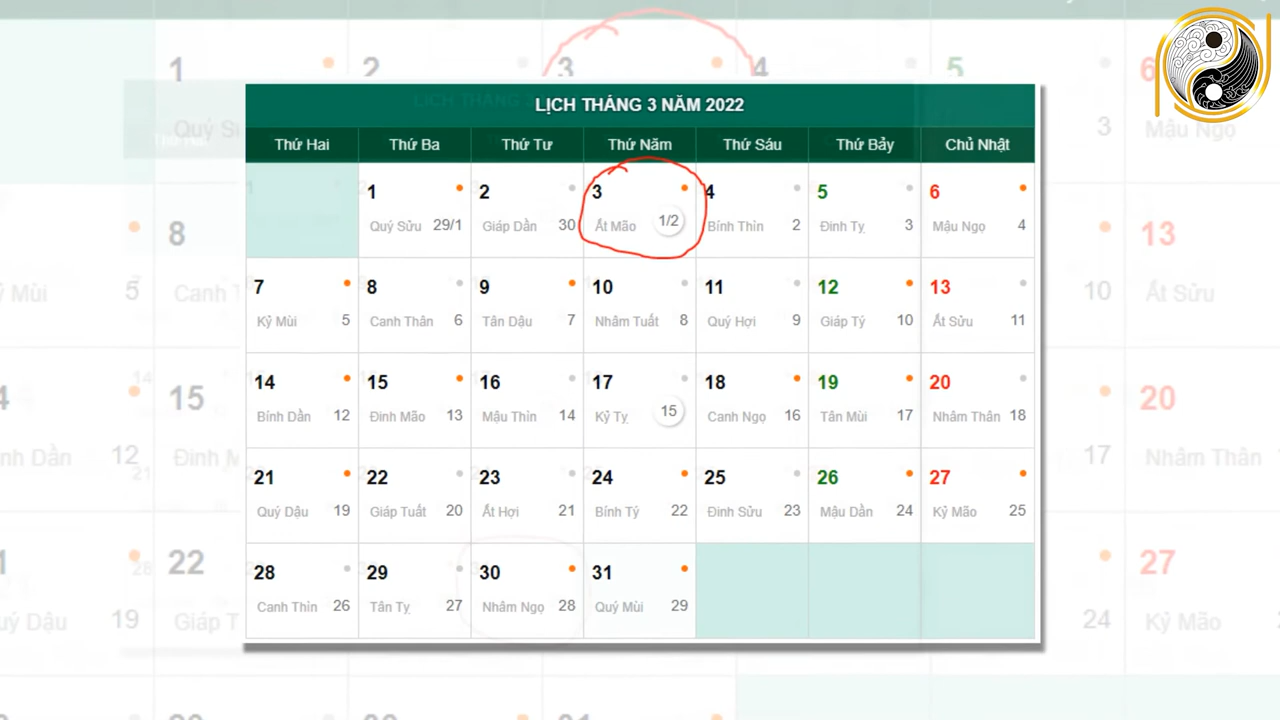 LỊCH THÁNG 3 NĂM 2022
Thứ Hai Thứ Ba Thứ Tư Thứ Năm Thứ Sáu Thứ Bảy Chủ Nhật
1 2 3 4 5 6
Quý Sửu 29/1 Giáp Dần 30 Ất Mão 1/2 Bính Thìn 2 Đinh Tỵ 3 Mậu Ngọ 4
7 8 9 10 11 12 13
Kỷ Mùi 5 Canh Thân 6 Tân Dậu 7 Nhâm Tuất 8 Quý Hợi 9 Giáp Tý 10 Ất Sửu 11
14 15 16 17 18 19 20
Bính Dần 12 Đinh Mão 13 Mậu Thìn 14 Kỷ Tỵ 15 Canh Ngọ 16 Tân Mùi 17 Nhâm Thân 18
21 22 23 24 25 26 27
Quý Dậu 19 Giáp Tuất 20 Ất Hợi 21 Bính Tý 22 Đinh Sửu 23 Mậu Dần 24 Kỷ Mão 25
28 29 30 31
Canh Thìn 26 Tân Tỵ 27 Nhâm Ngọ 28 Quý Mùi 29